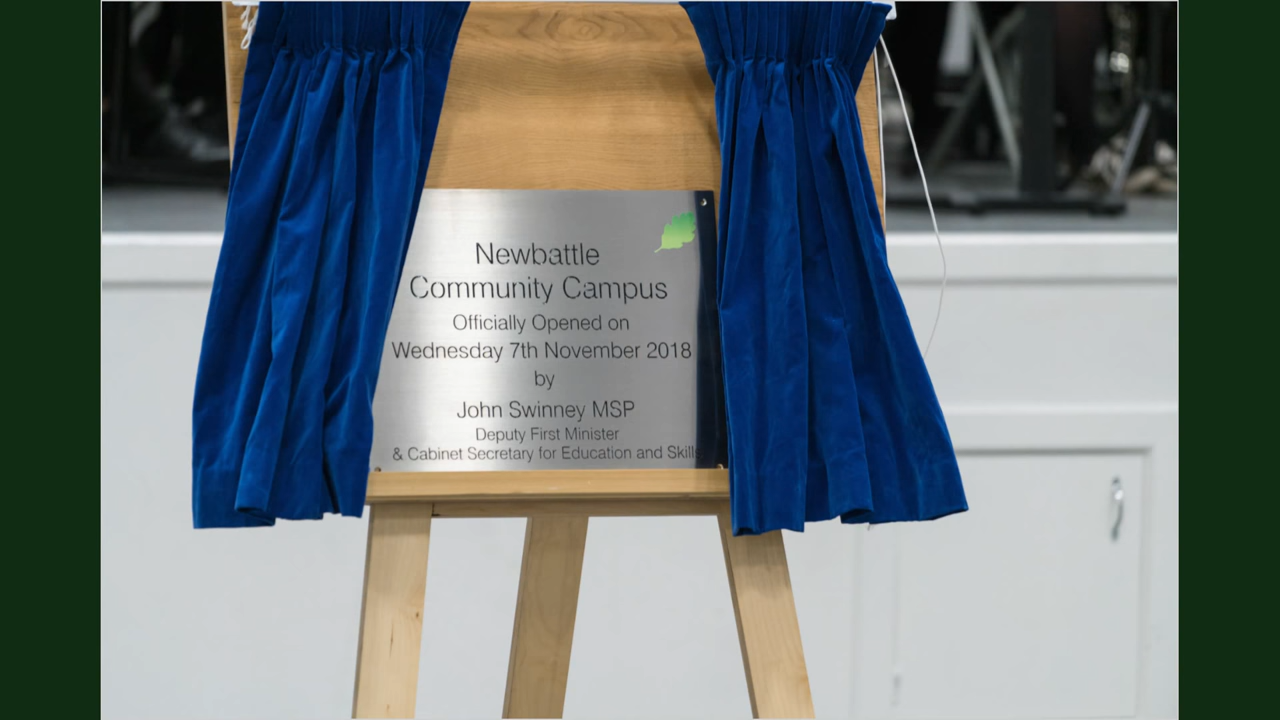 Newbattle
Community Campus
Officially Opened on
Wednesday 7th November 2018
by
John Swinney MSP
Deputy First Minister
& Cabinet Secretary for Education and Skills